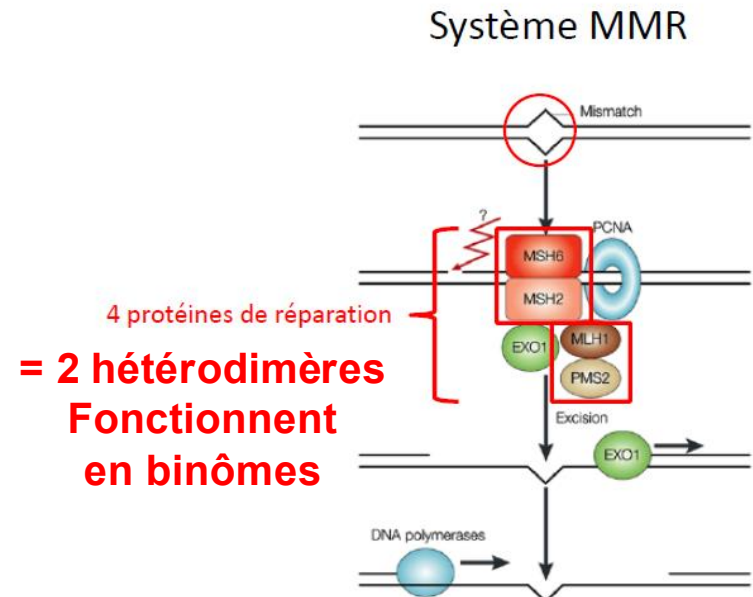 Système MMR
Mismatch
?
PCNA
MSH6
MSH2
4 protéines de réparation
EXO1
MLH1
= 2 hétérodimères
PMS2
Fonctionnent
Excision
en binômes
EXO1
DNA polymerases